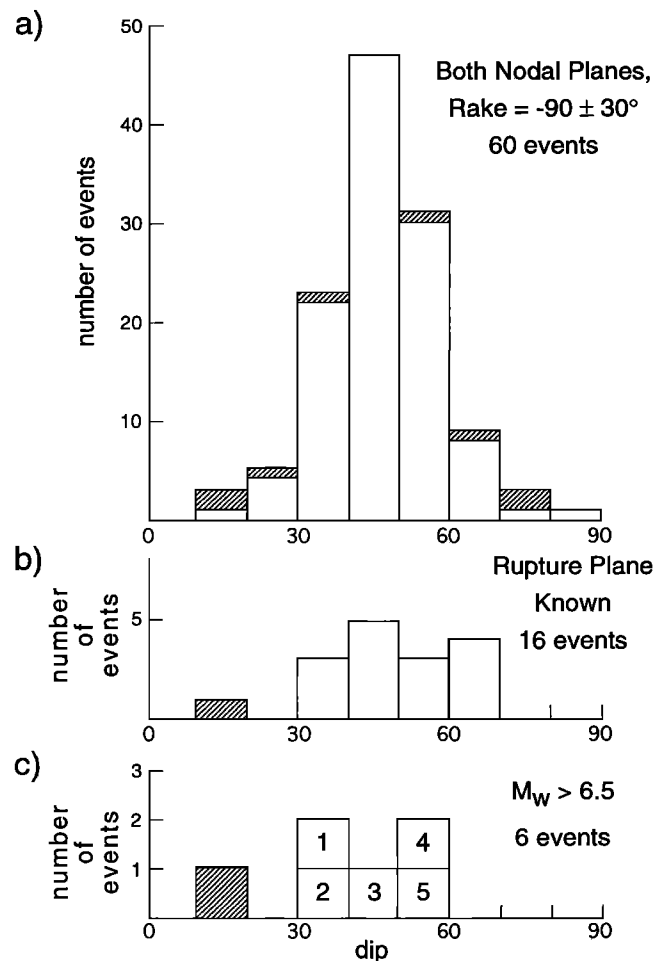 a)
50
40
30
20
10
number of events
Both Nodal Planes,
Rake = -90 ± 30°
60 events
0 30 60 90
b)
5
number
of
events
Rupture Plane
Known
16 events
0 30 60 90
c)
3
2
1
number
of
events
M_W > 6.5
6 events
1 4
2 3 5
0 30 60 90
dip